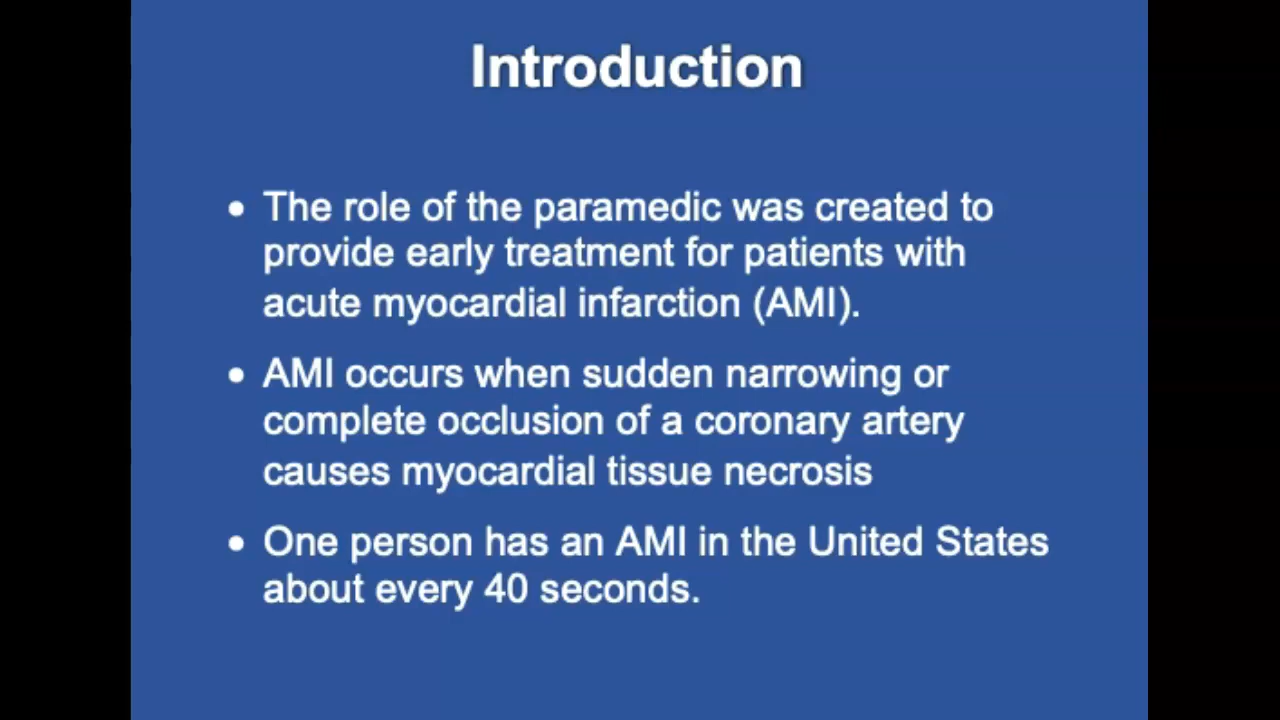 Introduction
• The role of the paramedic was created to
provide early treatment for patients with
acute myocardial infarction (AMI).
• AMI occurs when sudden narrowing or
complete occlusion of a coronary artery
causes myocardial tissue necrosis
• One person has an AMI in the United States
about every 40 seconds.